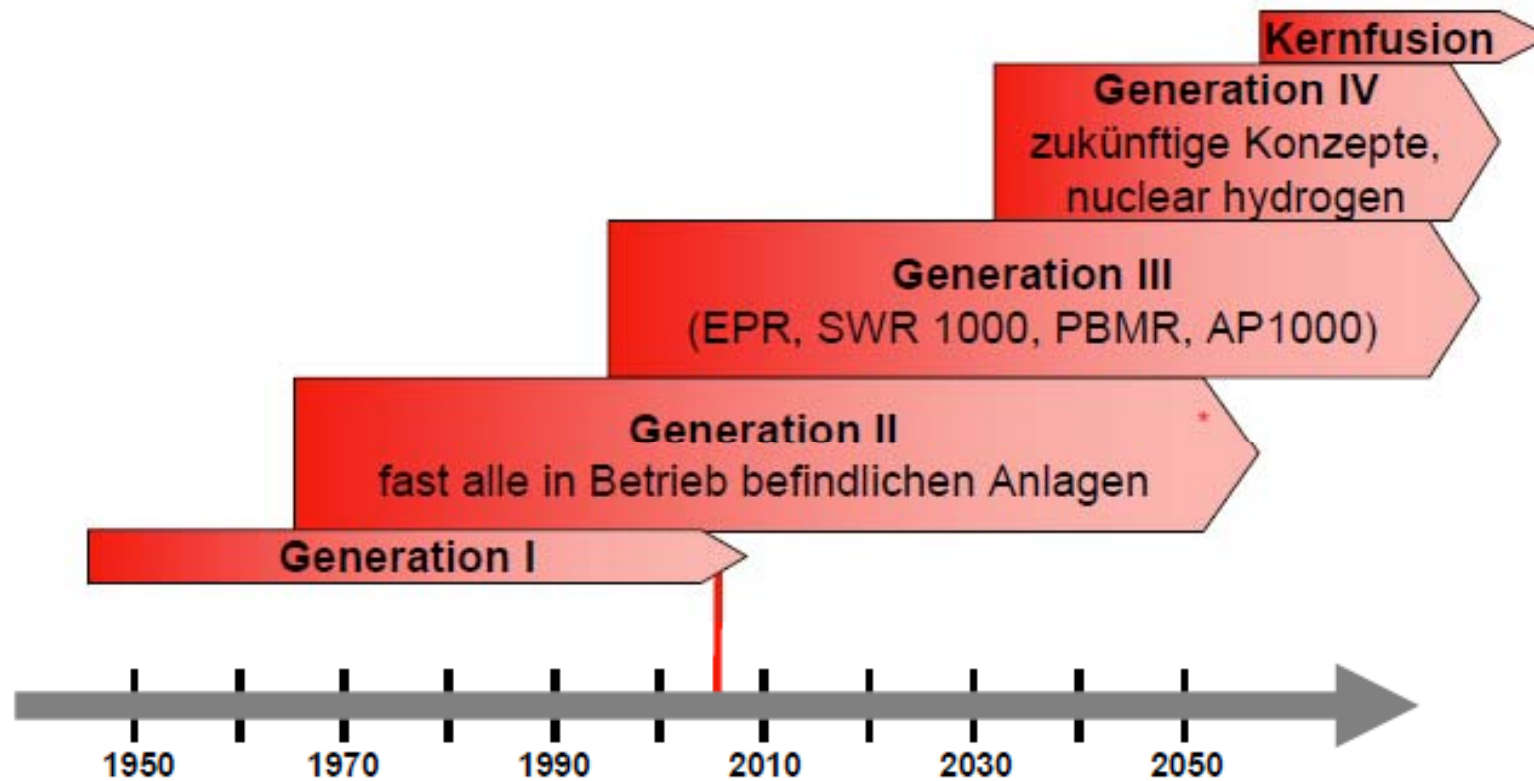 Kernfusion
Generation IV
zukünftige Konzepte,
nuclear hydrogen
Generation III
(EPR, SWR 1000, PBMR, AP1000)
Generation II
*
fast alle in Betrieb befindlichen Anlagen
Generation I
1950 1970 1990 2010 2030 2050